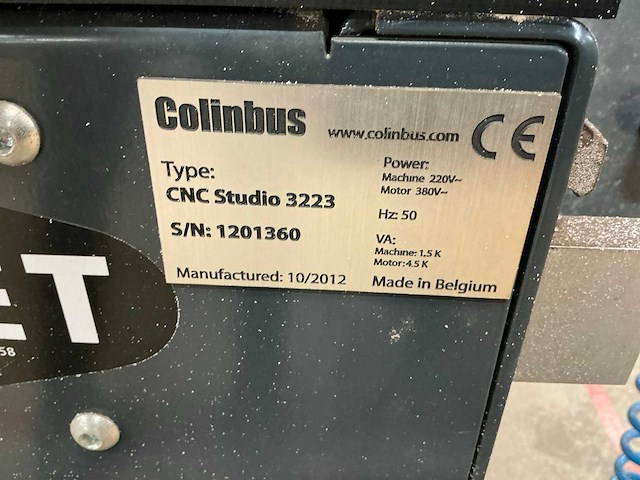 Colinbus
www.colinbus.com
CE
Type:
CNC Studio 3223
S/N: 1201360
Manufactured: 10/2012
Power:
Machine 220V~
Motor 380V~
Hz: 50
VA:
Machine: 1.5 K
Motor: 4.5 K
Made in Belgium
ET
58